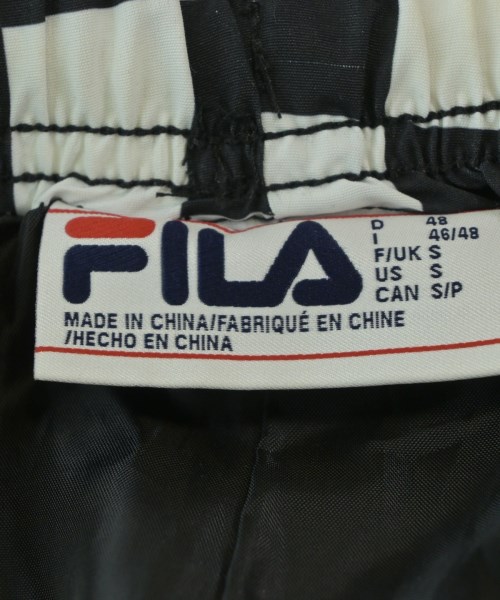 FILA
D 48
I 46/48
F/UK S
US S
CAN S/P
MADE IN CHINA/FABRIQUÉ EN CHINE
/HECHO EN CHINA